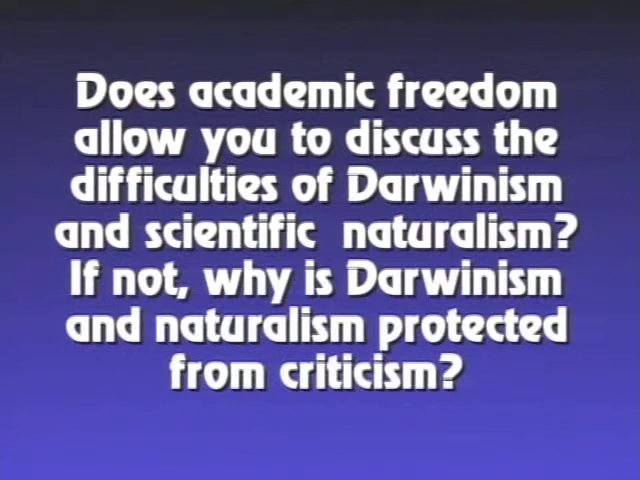 Does academic freedom
allow you to discuss the
difficulties of Darwinism
and scientific  naturalism?
If not, why is Darwinism
and naturalism protected
from criticism?